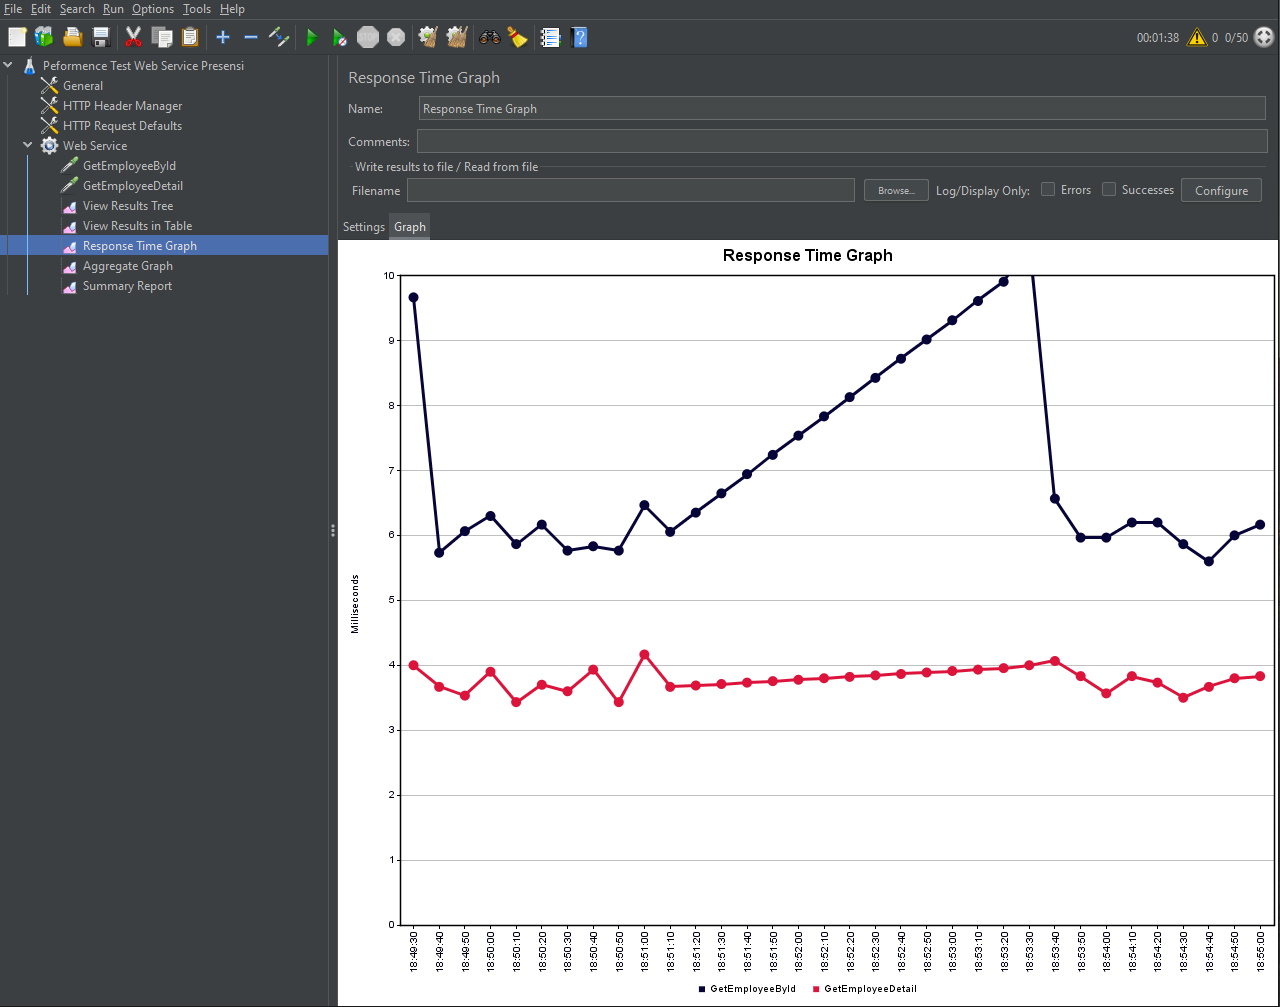 File Edit Search Run Options Tools Help
00:01:38 0 0/50
Peformence Test Web Service Presensi
General
HTTP Header Manager
HTTP Request Defaults
Web Service
GetEmployeeById
GetEmployeeDetail
View Results Tree
View Results in Table
Response Time Graph
Aggregate Graph
Summary Report
Response Time Graph
Name: Response Time Graph
Comments:
Write results to file / Read from file
Filename Browse... Log/Display Only: Errors Successes Configure
Settings Graph
Response Time Graph
10
9
8
7
6
5
4
3
2
1
0
Milliseconds
18:49:30 18:49:40 18:49:50 18:50:00 18:50:10 18:50:20 18:50:30 18:50:40 18:50:50 18:51:00 18:51:10 18:51:20 18:51:30 18:51:40 18:51:50 18:52:00 18:52:10 18:52:20 18:52:30 18:52:40 18:52:50 18:53:00 18:53:10 18:53:20 18:53:30 18:53:40 18:53:50 18:54:00 18:54:10 18:54:20 18:54:30 18:54:40 18:54:50 18:55:00
GetEmployeeById GetEmployeeDetail